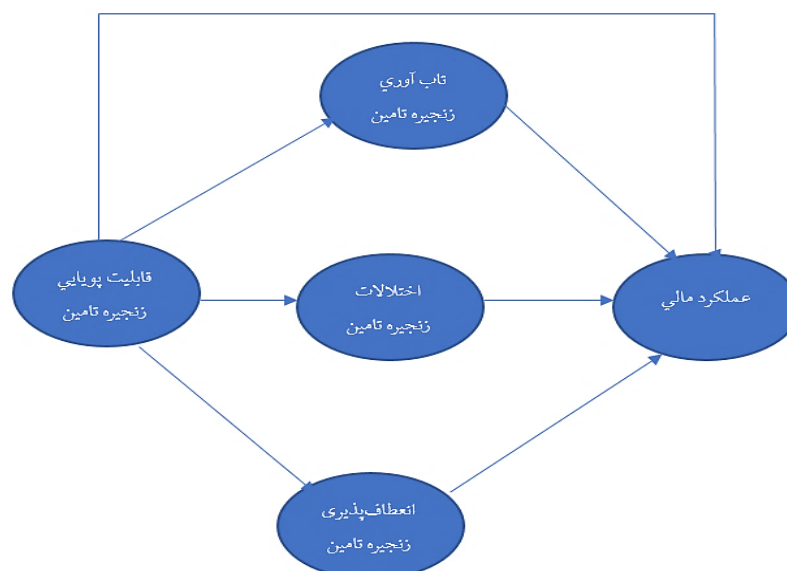 تاب آوري
زنجيره تامين
قابليت پويايي
زنجيره تامين
اختلالات
زنجيره تامين
عملكرد مالي
انعطاف‌پذیری
زنجيره تامين